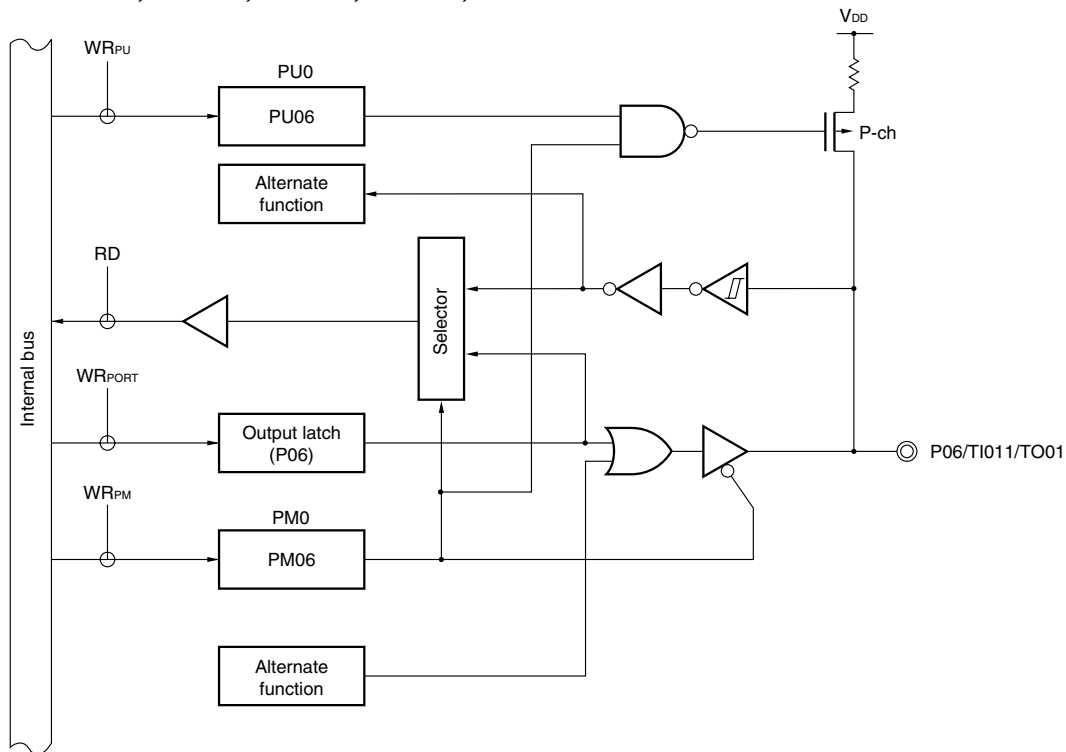 VDD
WRPU
PU0
PU06
P-ch
Alternate
function
RD
Selector
Internal bus
WRPORT
Output latch
(P06)
P06/TI011/TO01
WRPM
PM0
PM06
Alternate
function